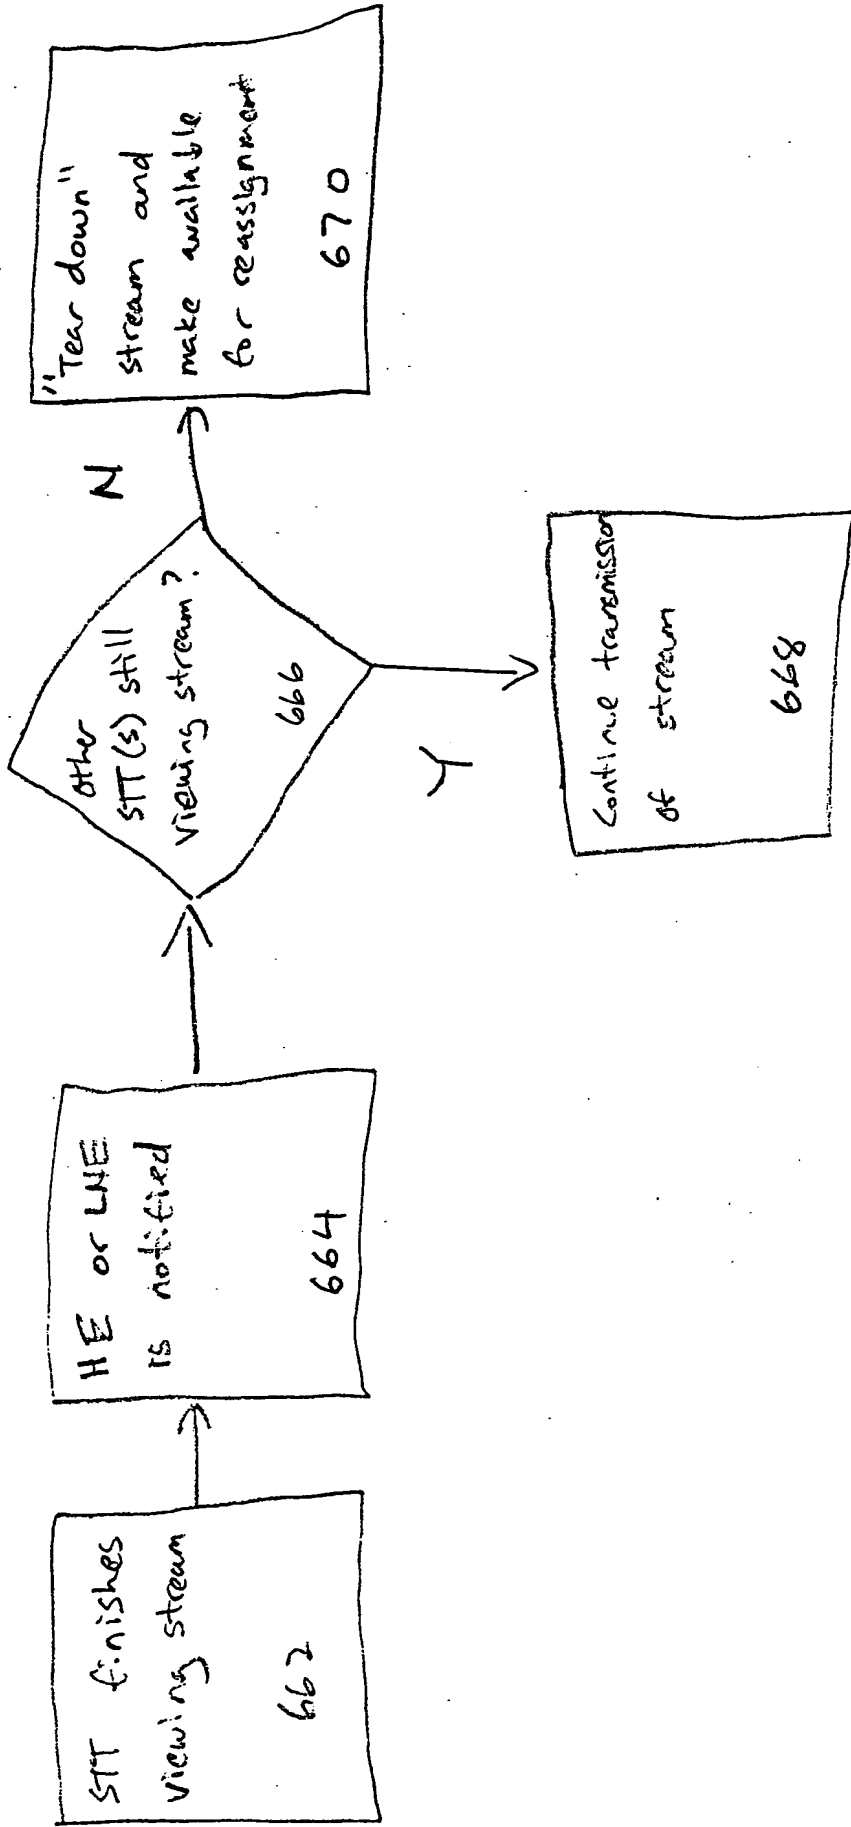 STT finishes
viewing stream
662
HE or LNE
is notified
664
other
STT(s) still
viewing stream?
666
N
"Tear down"
stream and
make available
for reassignment
670
Y
Continue transmission
of stream
668